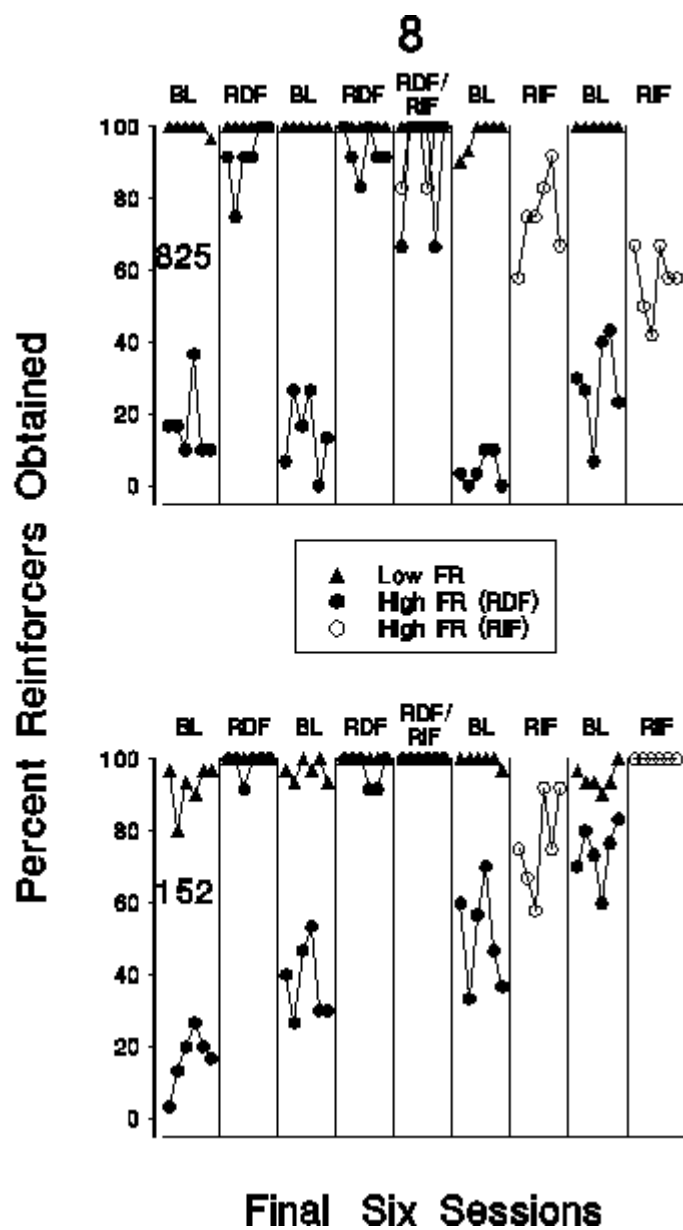 8
BL RDF BL RDF RDF/ RIF BL RIF BL RIF
100
80
825
60
40
20
0
Percent Reinforcers Obtained
Low FR
High FR (RDF)
High FR (RIF)
BL RDF BL RDF RDF/ RIF BL RIF BL RIF
100
80
152
60
40
20
0
Final Six Sessions